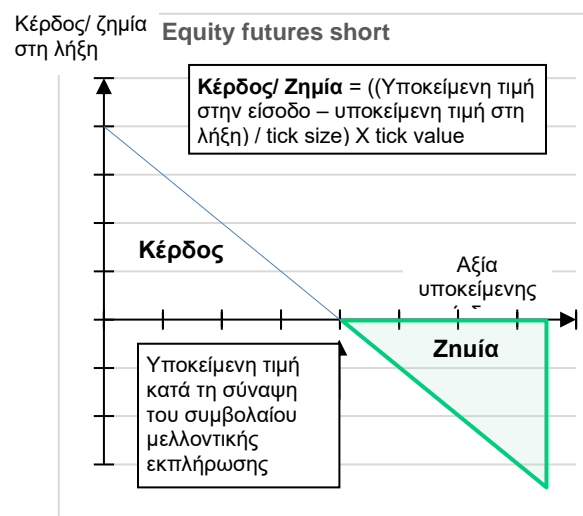 Κέρδος/ ζημία
στη λήξη
Equity futures short
Κέρδος/ Ζημία = ((Υποκείμενη τιμή
στην είσοδο – υποκείμενη τιμή στη
λήξη) / tick size) X tick value
Κέρδος
Αξία
υποκείμενης
Ζημία
Υποκείμενη τιμή
κατά τη σύναψη
του συμβολαίου
μελλοντικής
εκπλήρωσης